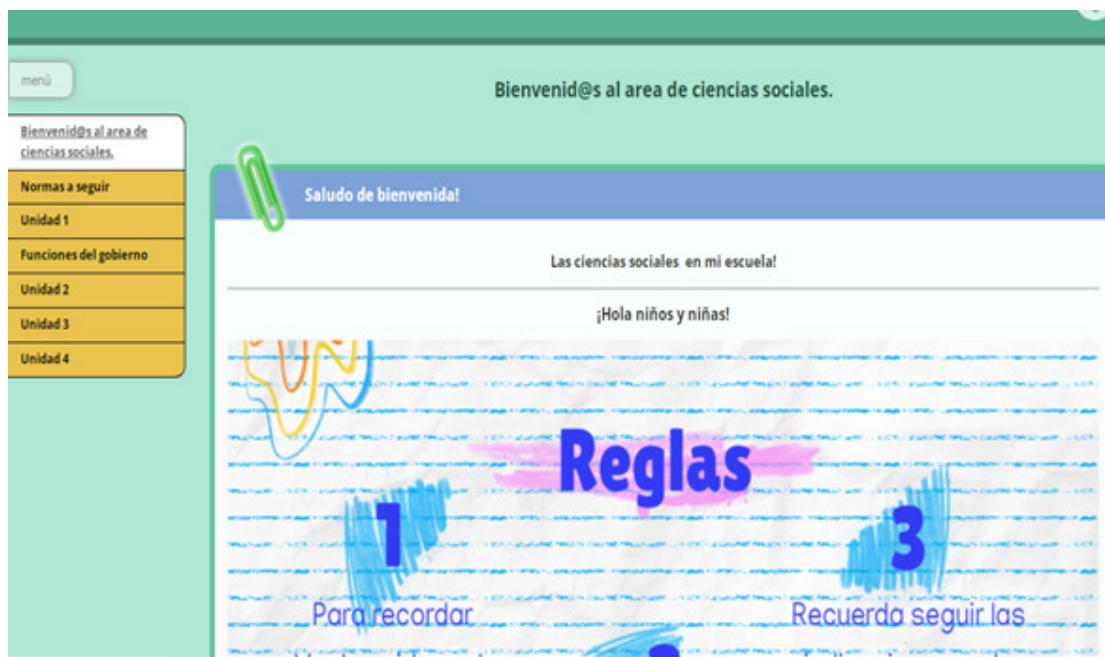 menú
Bienvenid@s al area de ciencias sociales.
Bienvenid@s al area de
ciencias sociales.
Normas a seguir
Unidad 1
Funciones del gobierno
Unidad 2
Unidad 3
Unidad 4
Saludo de bienvenida!
Las ciencias sociales en mi escuela!
¡Hola niños y niñas!
Reglas
1
Para recordar
3
Recuerda seguir las